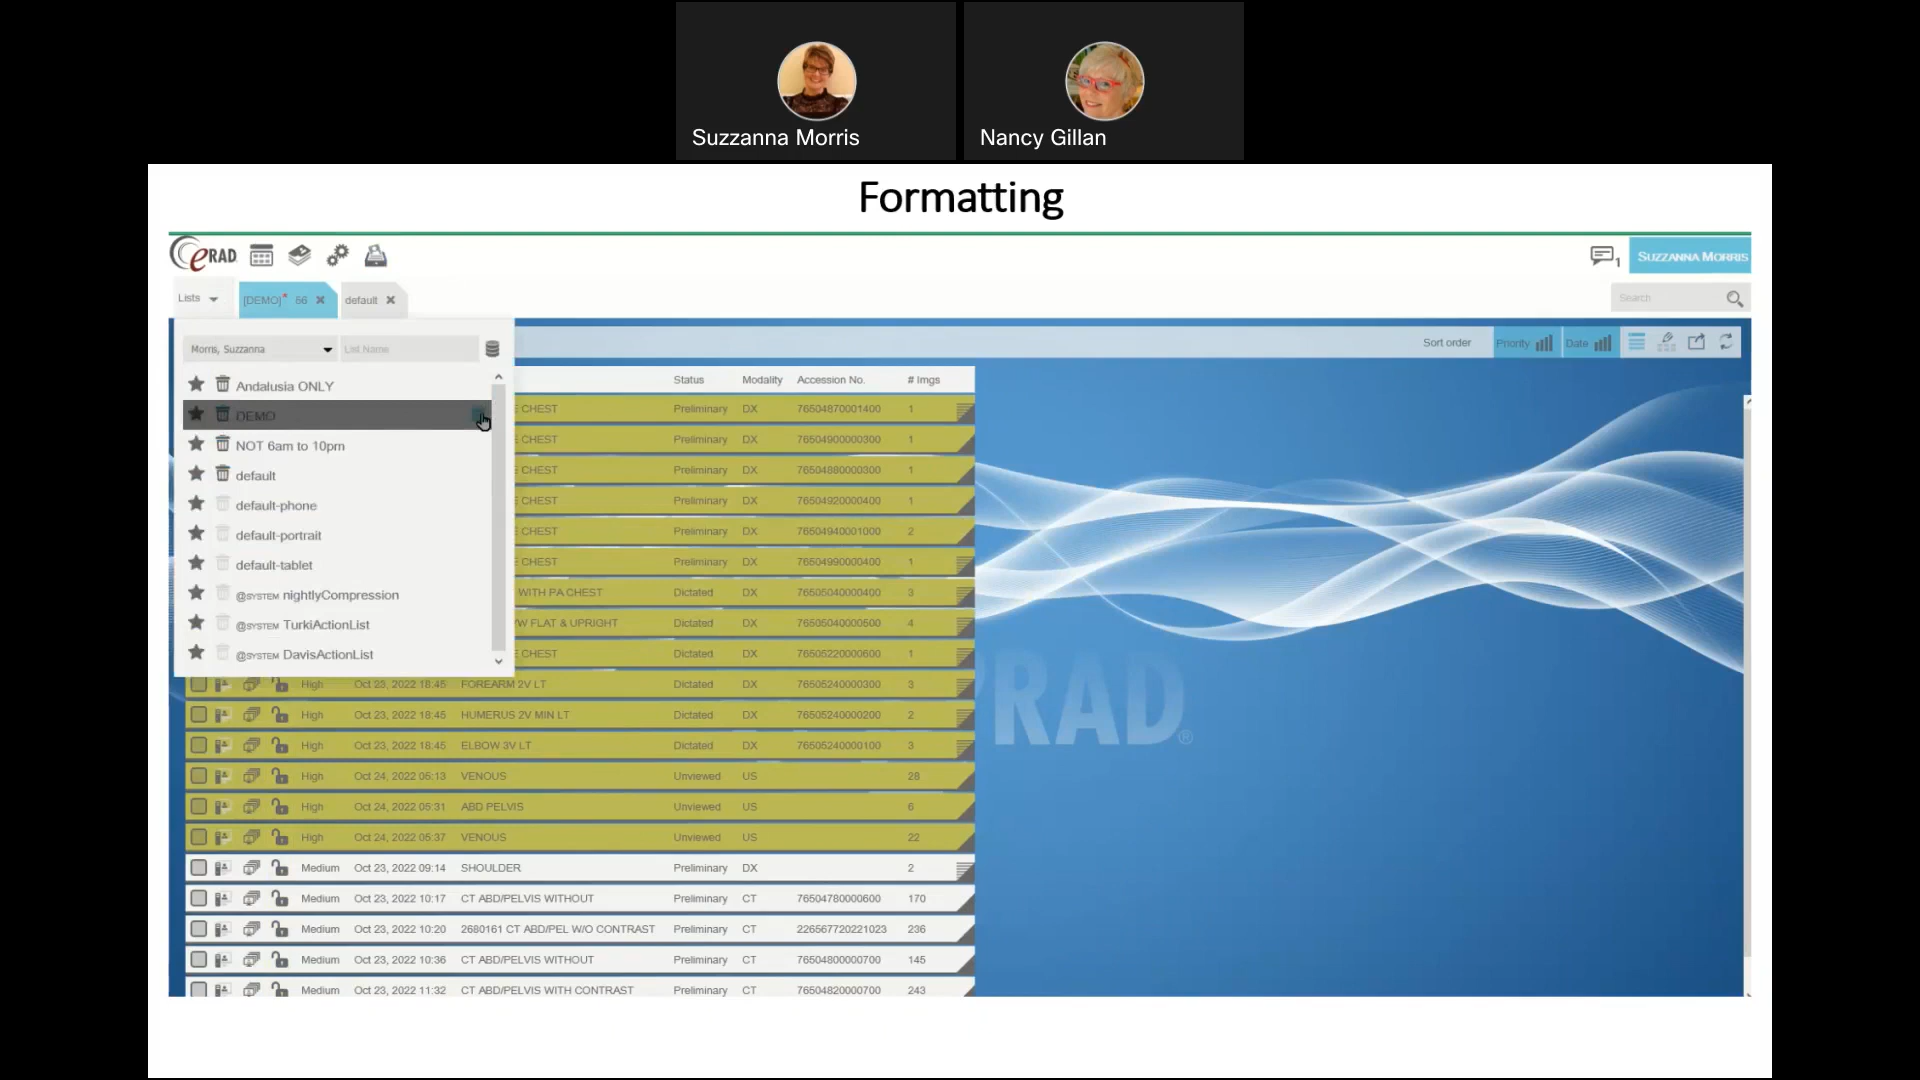 Suzzanna Morris
Nancy Gillan
Formatting
eRAD
1 SUZZANNA MORRIS
Lists [DEMO]* 66 default Search
Morris, Suzzanna List Name
Sort order Priority Date
Andalusia ONLY
DEMO
NOT 6am to 10pm
default
default-phone
default-portrait
default-tablet
@SYSTEM nightlyCompression
@SYSTEM TurkiActionList
@SYSTEM DavisActionList
Status Modality Accession No. # Imgs
CHEST Preliminary DX 76504870001400 1
CHEST Preliminary DX 76504900000300 1
CHEST Preliminary DX 76504880000300 1
CHEST Preliminary DX 76504920000400 1
CHEST Preliminary DX 76504940001000 2
CHEST Preliminary DX 76504990000400 1
WITH PA CHEST Dictated DX 76505040000400 3
FLAT & UPRIGHT Dictated DX 76505040000500 4
CHEST Dictated DX 76505220000600 1
High Oct 23, 2022 18:45 FOREARM 2V LT Dictated DX 76505240000300 3
High Oct 23, 2022 18:45 HUMERUS 2V MIN LT Dictated DX 76505240000200 2
High Oct 23, 2022 18:45 ELBOW 3V LT Dictated DX 76505240000100 3
High Oct 24, 2022 05:13 VENOUS Unviewed US 28
High Oct 24, 2022 05:31 ABD PELVIS Unviewed US 6
High Oct 24, 2022 05:37 VENOUS Unviewed US 22
Medium Oct 23, 2022 09:14 SHOULDER Preliminary DX 2
Medium Oct 23, 2022 10:17 CT ABD/PELVIS WITHOUT Preliminary CT 76504780000600 170
Medium Oct 23, 2022 10:20 2680161 CT ABD/PEL W/O CONTRAST Preliminary CT 226567720221023 236
Medium Oct 23, 2022 10:36 CT ABD/PELVIS WITHOUT Preliminary CT 76504800000700 145
Medium Oct 23, 2022 11:32 CT ABD/PELVIS WITH CONTRAST Preliminary CT 76504820000700 243
RAD®